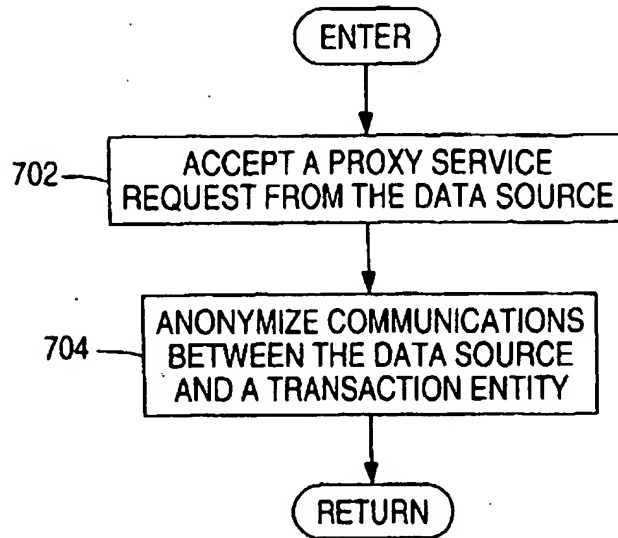 ENTER
702
ACCEPT A PROXY SERVICE
REQUEST FROM THE DATA SOURCE
704
ANONYMIZE COMMUNICATIONS
BETWEEN THE DATA SOURCE
AND A TRANSACTION ENTITY
RETURN